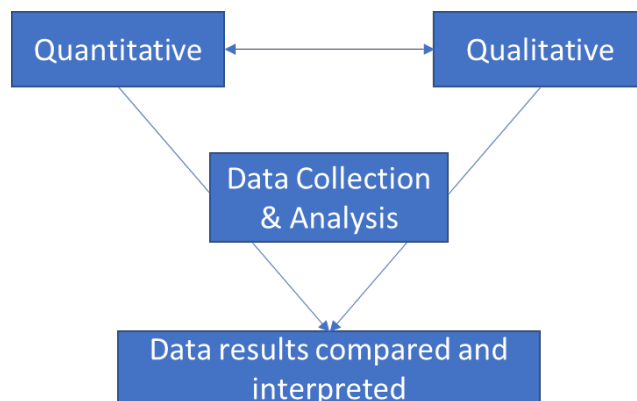 Quantitative
Qualitative
Data Collection
& Analysis
Data results compared and
interpreted